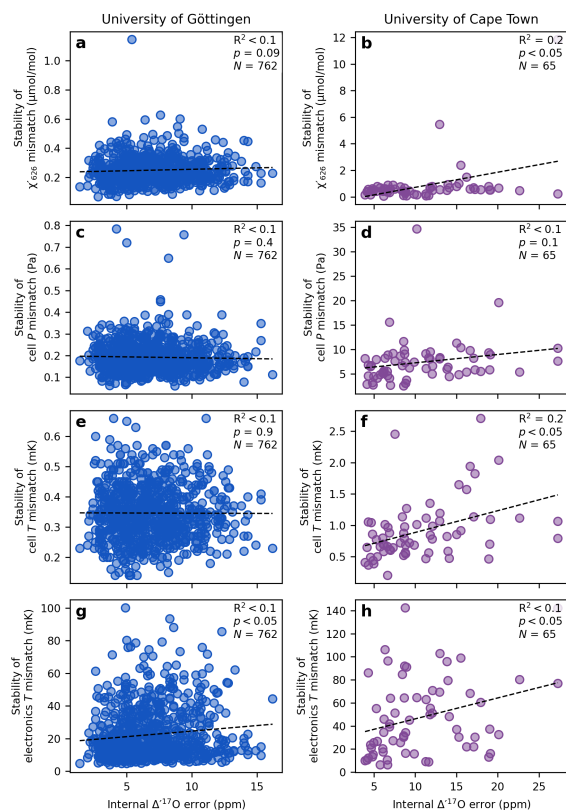 University of Göttingen
University of Cape Town
a
R² < 0.1
p = 0.09
N = 762
Stability of
χ′626 mismatch (μmol/mol)
1.0
0.8
0.6
0.4
0.2
b
R² = 0.2
p < 0.05
N = 65
Stability of
χ′626 mismatch (μmol/mol)
12
10
8
6
4
2
0
c
R² < 0.1
p = 0.4
N = 762
Stability of
cell P mismatch (Pa)
0.8
0.7
0.6
0.5
0.4
0.3
0.2
0.1
d
R² < 0.1
p = 0.1
N = 65
Stability of
cell P mismatch (Pa)
35
30
25
20
15
10
5
e
R² < 0.1
p = 0.9
N = 762
Stability of
cell T mismatch (mK)
0.6
0.5
0.4
0.3
0.2
f
R² = 0.2
p < 0.05
N = 65
Stability of
cell T mismatch (mK)
2.5
2.0
1.5
1.0
0.5
g
R² < 0.1
p < 0.05
N = 762
Stability of
electronics T mismatch (mK)
100
80
60
40
20
0
5
10
15
Internal Δ′¹⁷O error (ppm)
h
R² < 0.1
p < 0.05
N = 65
Stability of
electronics T mismatch (mK)
140
120
100
80
60
40
20
0
5
10
15
20
25
Internal Δ′¹⁷O error (ppm)